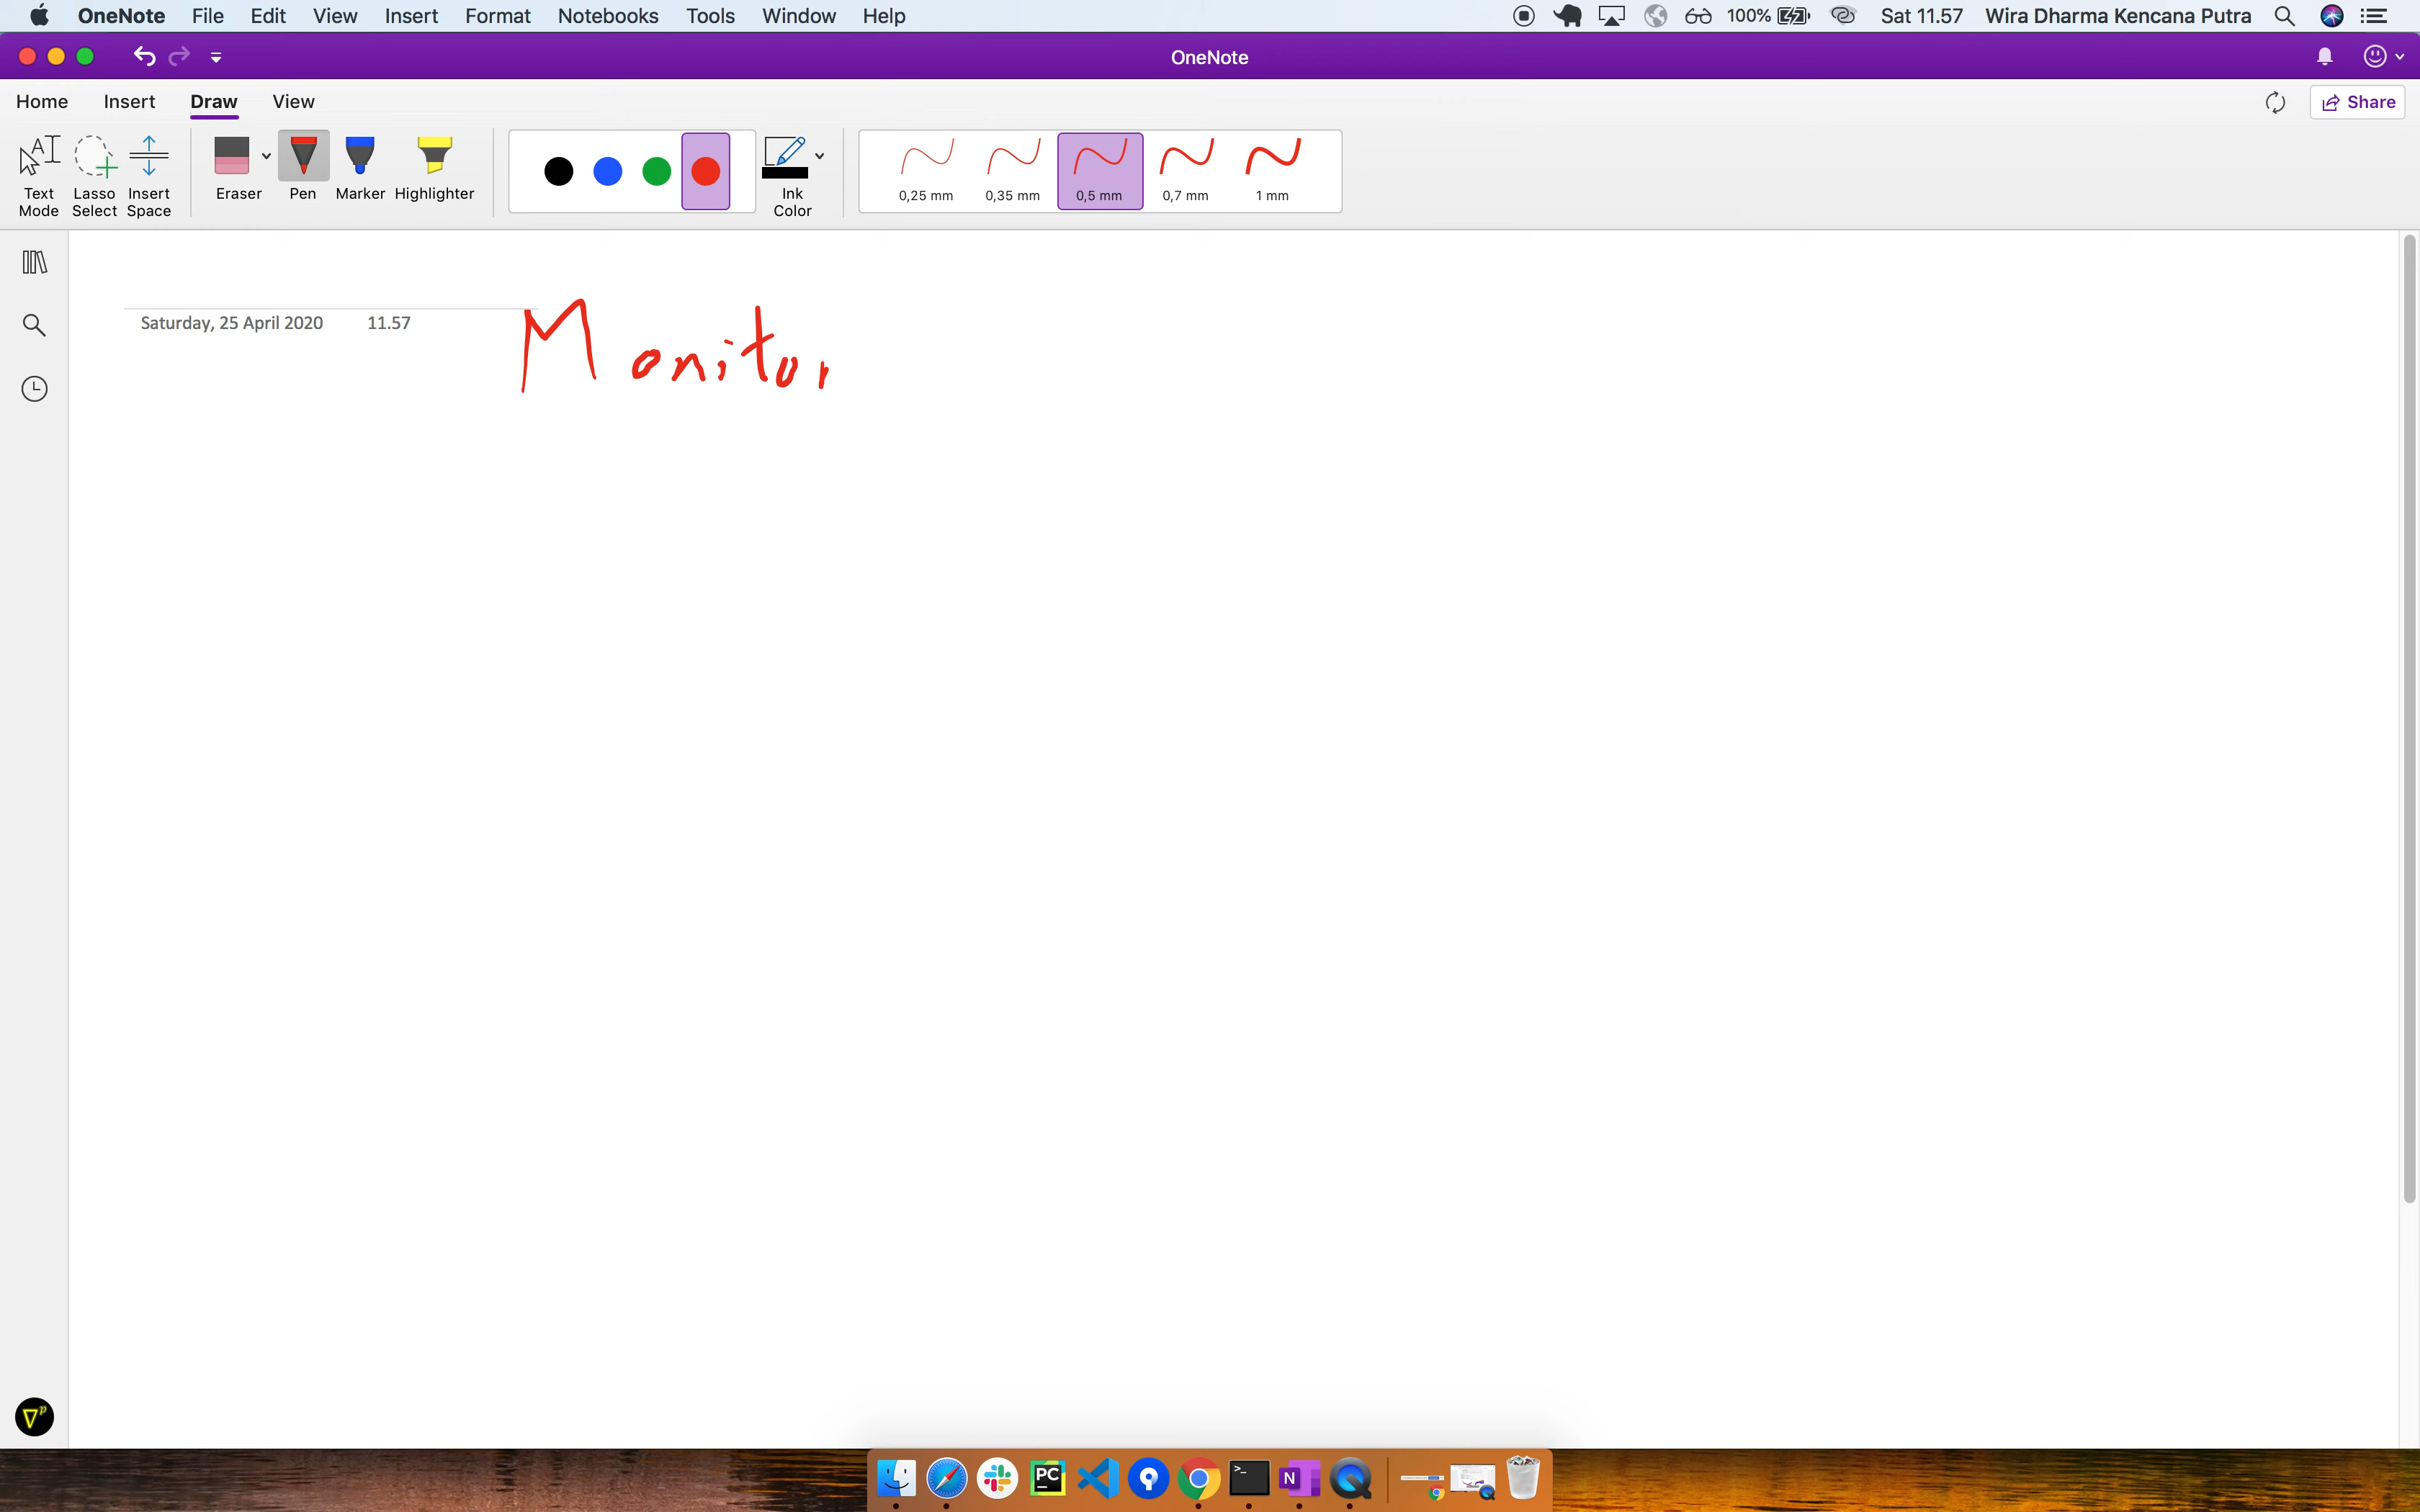 OneNote File Edit View Insert Format Notebooks Tools Window Help 100% Sat 11.57 Wira Dharma Kencana Putra
OneNote
Home Insert Draw View Share
AI
Text Mode Lasso Select Insert Space Eraser Pen Marker Highlighter Ink Color 0,25 mm 0,35 mm 0,5 mm 0,7 mm 1 mm
Saturday, 25 April 2020 11.57
Monitor
∇p
PC >_ N